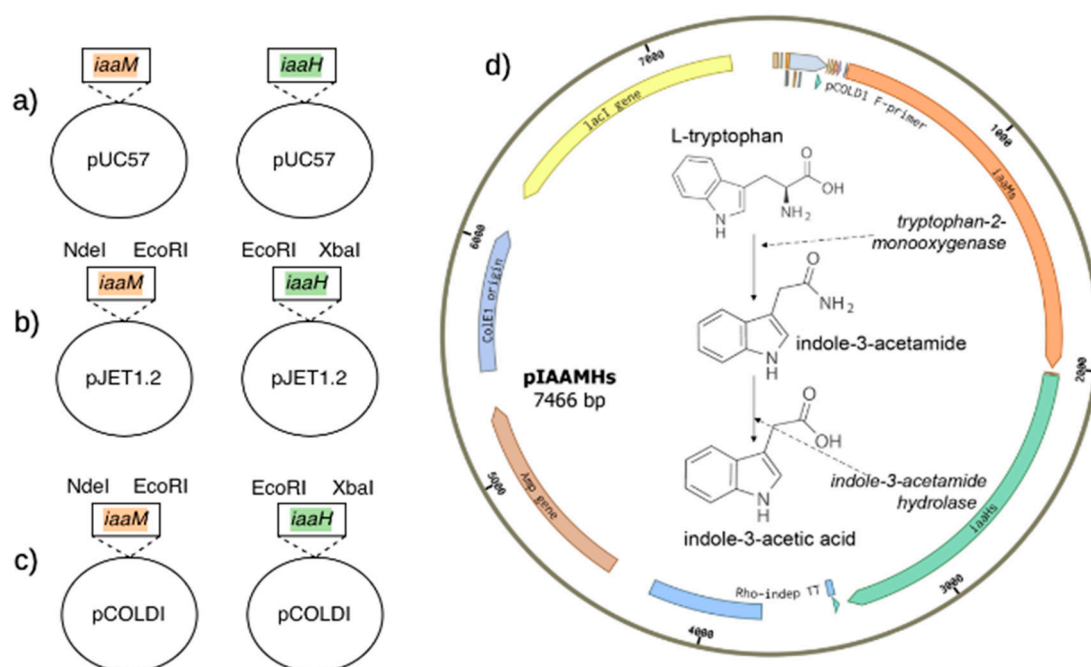 a)
iaaM
iaaH
pUC57
pUC57
NdeI EcoRI
EcoRI XbaI
b)
iaaM
iaaH
pJET1.2
pJET1.2
NdeI EcoRI
EcoRI XbaI
c)
iaaM
iaaH
pCOLDI
pCOLDI
d)
7000
lacI gene
pCOLDI F-primer
1000
iaaMs
L-tryptophan
O
OH
NH2
N
H
tryptophan-2-
monooxygenase
6000
ColE1 origin
O
NH2
N
H
indole-3-acetamide
2000
pIAAMHs
7466 bp
O
OH
N
H
indole-3-acetamide
hydrolase
indole-3-acetic acid
5000
Amp gene
iaaHs
3000
Rho-indep TT
4000